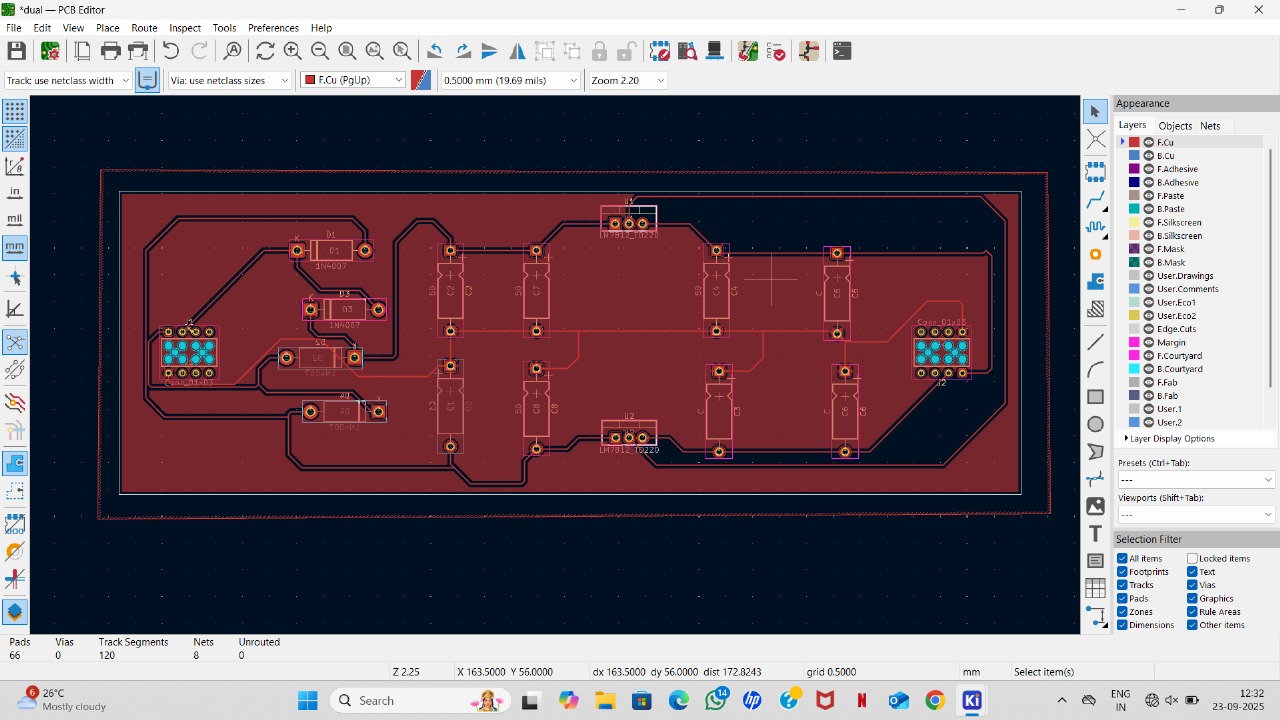 *dual — PCB Editor
File Edit View Place Route Inspect Tools Preferences Help
Track: use netclass width Via: use netclass sizes F.Cu (PgUp) 0.5000 mm (19.69 mils) Zoom 2.20
in
mil
mm
D1
K
D1
1N4007
D3
K
D3
1N4007
Conn_01x03
C2
C2
C7
U1
LM7812_TO220
C4
C4
C5
C5
Conn_01x03
J2
C1
C8
C8
U2
LM7812_TO220
C3
C6
C6
Appearance
Layers Objects Nets
F.Cu
B.Cu
F.Adhesive
B.Adhesive
F.Paste
B.Paste
F.Silkscreen
B.Silkscreen
F.Mask
B.Mask
User.Drawings
User.Comments
User.Eco1
User.Eco2
Edge.Cuts
Margin
F.Courtyard
B.Courtyard
F.Fab
B.Fab
User.1
User.2
Layer Display Options
Presets (Ctrl+Tab):
---
Viewports (Shift+Tab):
---
Selection Filter
All items Locked items
Footprints Text
Tracks Vias
Pads Graphics
Zones Rule Areas
Dimensions Other items
Pads Vias Track Segments Nets Unrouted
66 0 120 8 0
Z 2.25 X 163.5000 Y 56.0000 dx 163.5000 dy 56.0000 dist 172.8243 grid 0.5000 mm Select item(s)
6 26°C
Mostly cloudy
Search
14
ENG
IN
12:32
23-09-2025